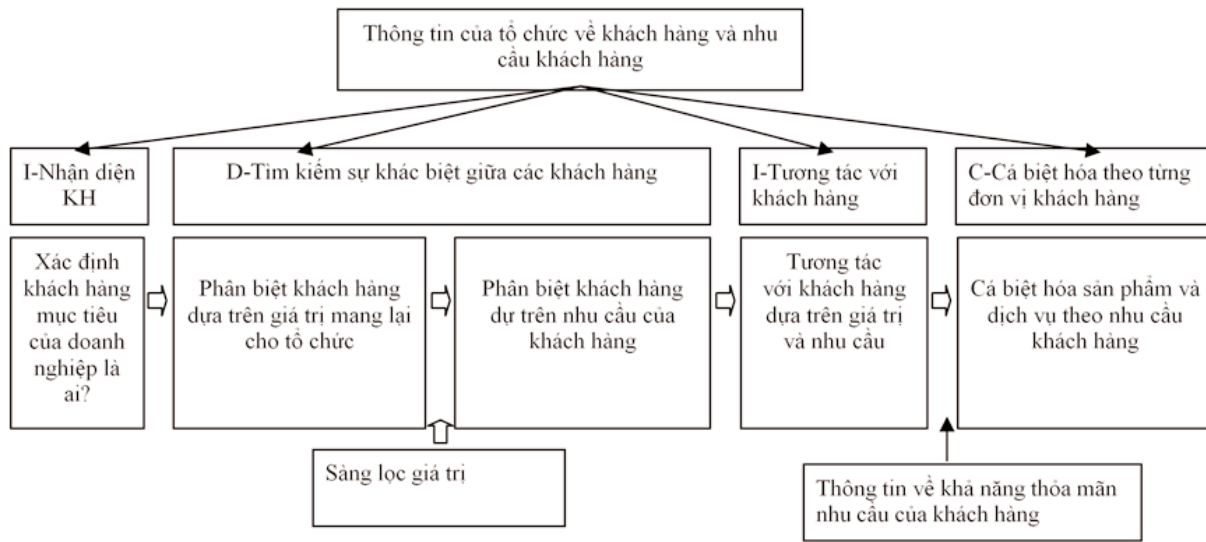 Thông tin của tổ chức về khách hàng và nhu
cầu khách hàng
I-Nhận diện
KH
D-Tìm kiếm sự khác biệt giữa các khách hàng
I-Tương tác với
khách hàng
C-Cá biệt hóa theo từng
đơn vị khách hàng
Xác định
khách hàng
mục tiêu
của doanh
nghiệp là
ai?
Phân biệt khách hàng
dựa trên giá trị mang lại
cho tổ chức
Phân biệt khách hàng
dự trên nhu cầu của
khách hàng
Tương tác
với khách hàng
dựa trên giá trị
và nhu cầu
Cá biệt hóa sản phẩm và
dịch vụ theo nhu cầu
khách hàng
Sàng lọc giá trị
Thông tin về khả năng thỏa mãn
nhu cầu của khách hàng